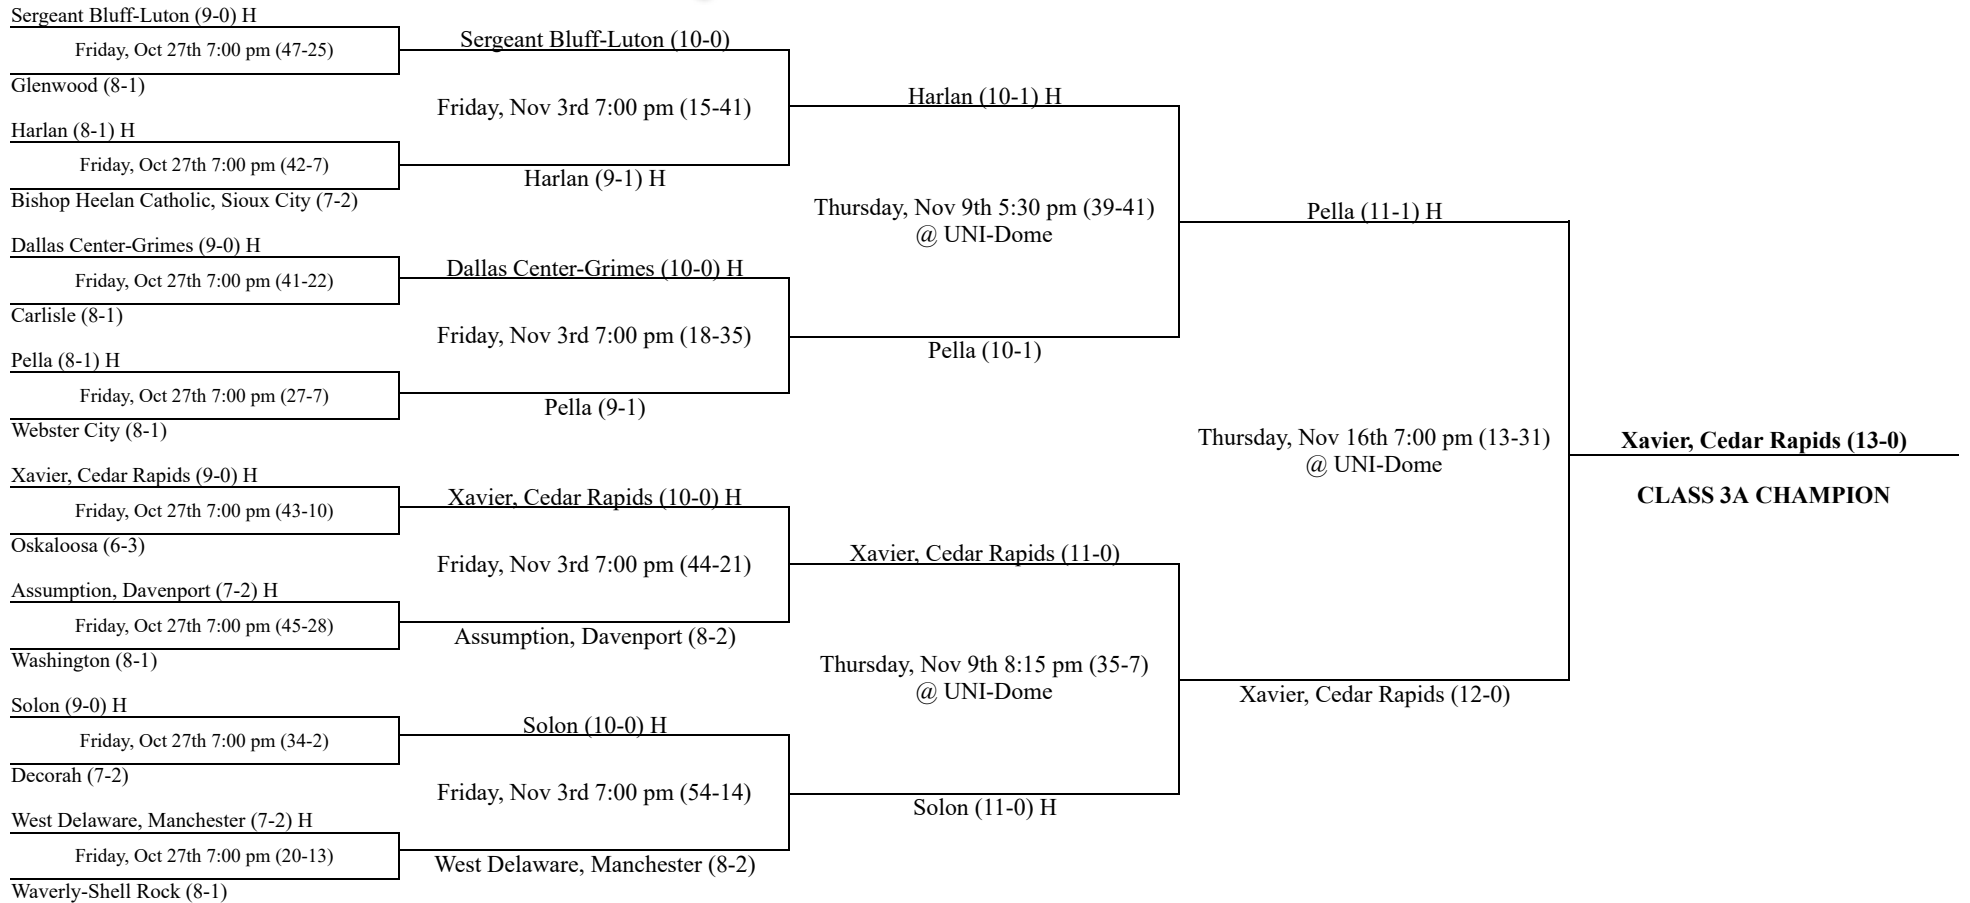 Sergeant Bluff-Luton (9-0) H
Friday, Oct 27th 7:00 pm (47-25)
Glenwood (8-1)
Harlan (8-1) H
Friday, Oct 27th 7:00 pm (42-7)
Bishop Heelan Catholic, Sioux City (7-2)
Dallas Center-Grimes (9-0) H
Friday, Oct 27th 7:00 pm (41-22)
Carlisle (8-1)
Pella (8-1) H
Friday, Oct 27th 7:00 pm (27-7)
Webster City (8-1)
Xavier, Cedar Rapids (9-0) H
Friday, Oct 27th 7:00 pm (43-10)
Oskaloosa (6-3)
Assumption, Davenport (7-2) H
Friday, Oct 27th 7:00 pm (45-28)
Washington (8-1)
Solon (9-0) H
Friday, Oct 27th 7:00 pm (34-2)
Decorah (7-2)
West Delaware, Manchester (7-2) H
Friday, Oct 27th 7:00 pm (20-13)
Waverly-Shell Rock (8-1)
Sergeant Bluff-Luton (10-0)
Friday, Nov 3rd 7:00 pm (15-41)
Harlan (9-1) H
Dallas Center-Grimes (10-0) H
Friday, Nov 3rd 7:00 pm (18-35)
Pella (9-1)
Xavier, Cedar Rapids (10-0) H
Friday, Nov 3rd 7:00 pm (44-21)
Assumption, Davenport (8-2)
Solon (10-0) H
Friday, Nov 3rd 7:00 pm (54-14)
West Delaware, Manchester (8-2)
Harlan (10-1) H
Thursday, Nov 9th 5:30 pm (39-41)
@ UNI-Dome
Pella (10-1)
Xavier, Cedar Rapids (11-0)
Thursday, Nov 9th 8:15 pm (35-7)
@ UNI-Dome
Solon (11-0) H
Pella (11-1) H
Thursday, Nov 16th 7:00 pm (13-31)
@ UNI-Dome
Xavier, Cedar Rapids (12-0)
Xavier, Cedar Rapids (13-0)
CLASS 3A CHAMPION